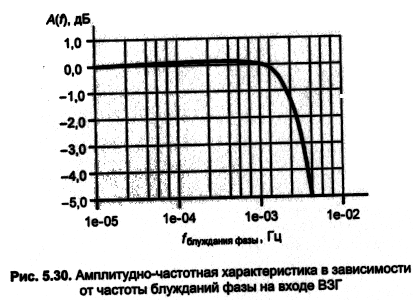 A(f), дБ
1,0
0,0
–1,0
–2,0
–3,0
–4,0
–5,0
1e-05 1e-04 1e-03 1e-02
f блуждания фазы, Гц
Рис. 5.30. Амплитудно-частотная характеристика в зависимости
от частоты блужданий фазы на входе ВЗГ